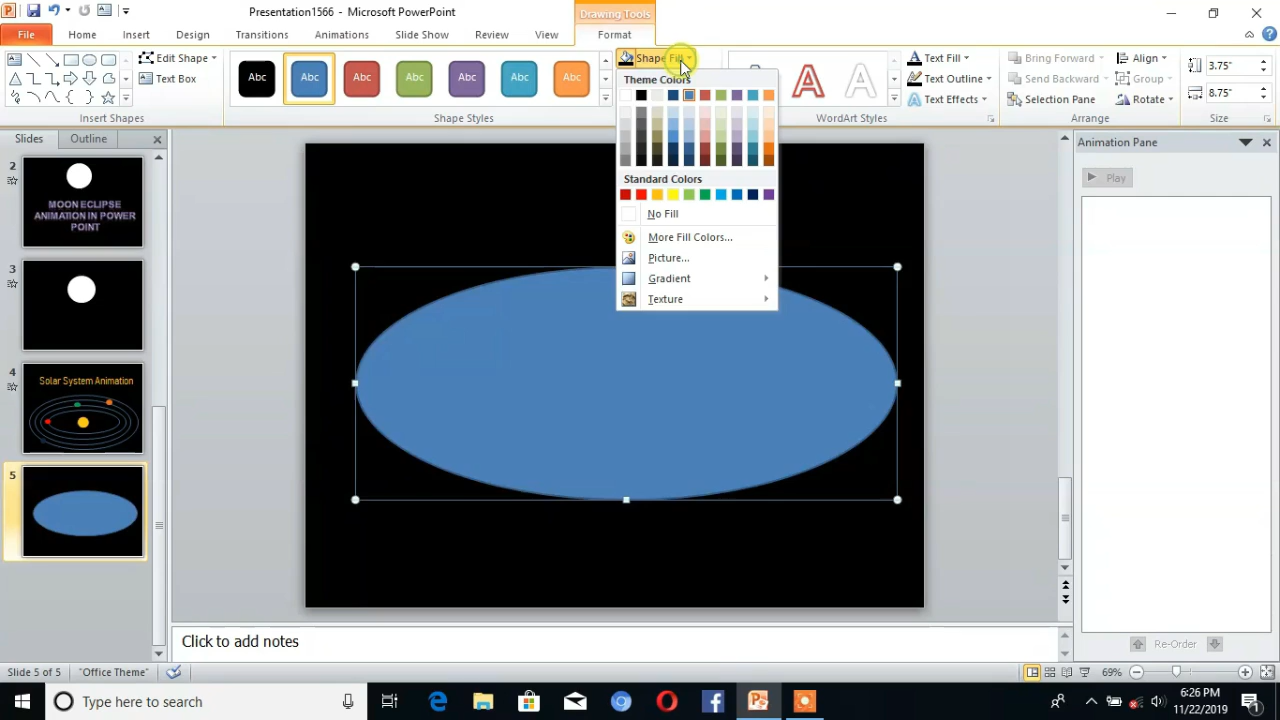 Presentation1566 - Microsoft PowerPoint
Drawing Tools
File
Home
Insert
Design
Transitions
Animations
Slide Show
Review
View
Format
Edit Shape
Text Box
Insert Shapes
Abc
Abc
Abc
Abc
Abc
Abc
Abc
Shape Styles
Shape Fill
Theme Colors
Standard Colors
No Fill
More Fill Colors...
Picture...
Gradient
Texture
A
A
Text Fill
Text Outline
Text Effects
WordArt Styles
Bring Forward
Selection Pane
Align
Group
Rotate
Arrange
3.75"
8.75"
Size
Slides
Outline
2
MOON ECLIPSE
ANIMATION IN POWER
POINT
3
4
Solar System Animation
5
Animation Pane
Play
Re-Order
Click to add notes
Slide 5 of 5
"Office Theme"
69%
Type here to search
6:26 PM
11/22/2019